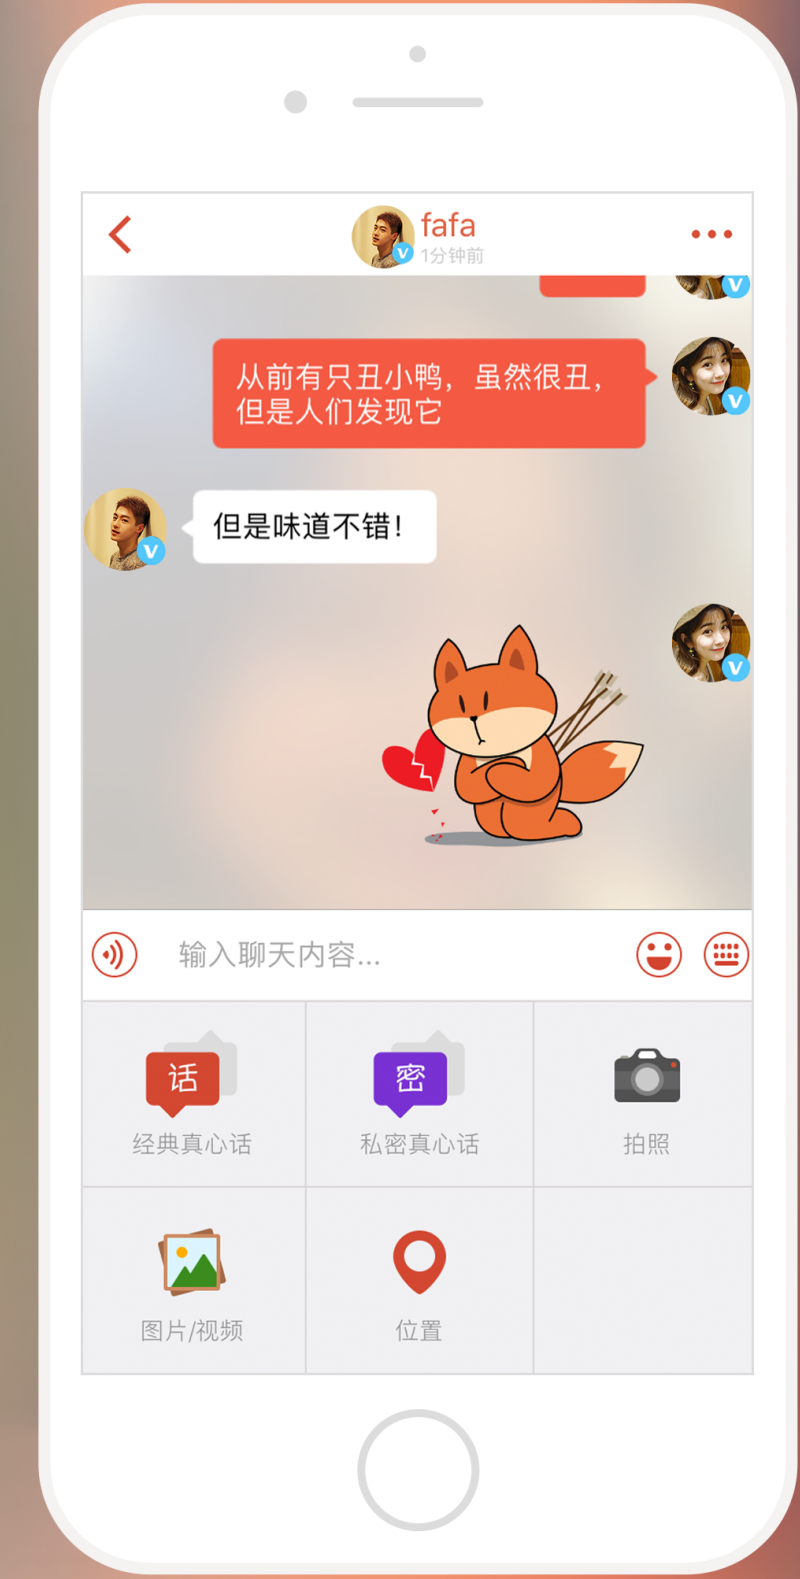 fafa
1分钟前
从前有只丑小鸭，虽然很丑，
但是人们发现它
但是味道不错！
输入聊天内容...
话
密
经典真心话
私密真心话
拍照
图片/视频
位置